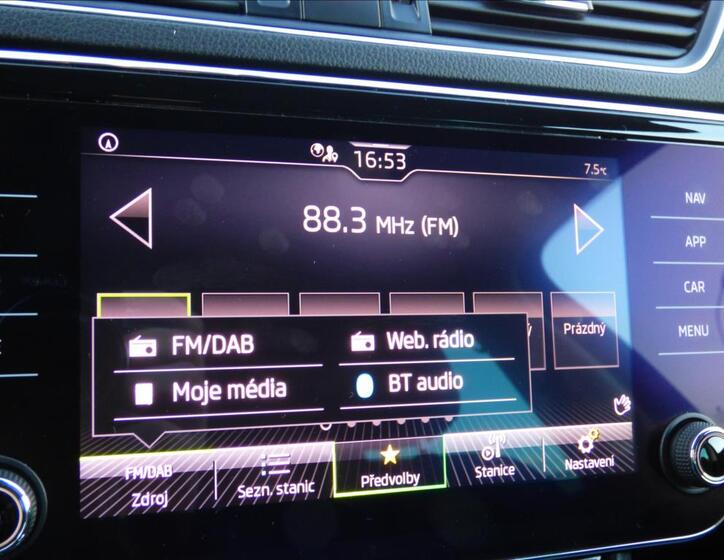 16:53
7.5°C
88.3 MHz (FM)
NAV
APP
CAR
MENU
Prázdný
FM/DAB
Web. rádio
Moje média
BT audio
FM/DAB
Zdroj
Sezn. stanic
Předvolby
Stanice
Nastavení